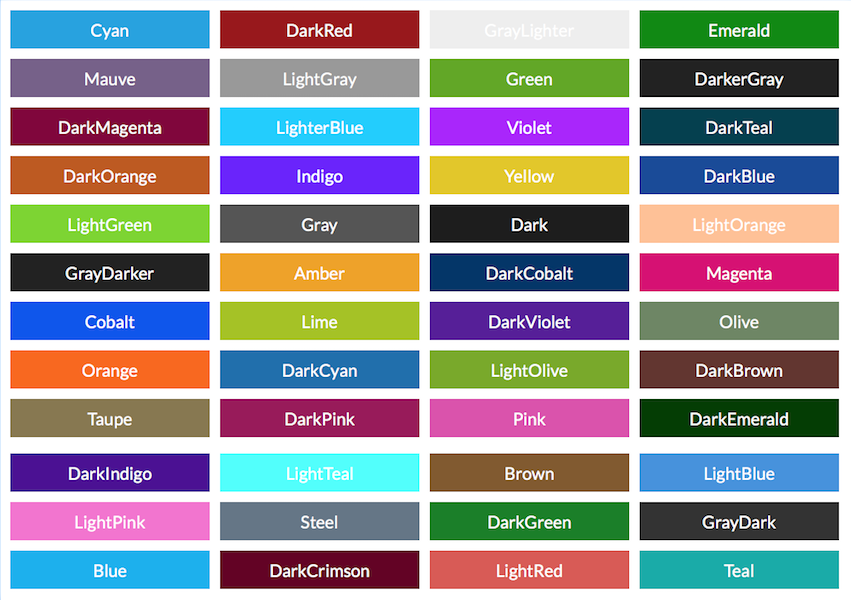 Cyan DarkRed GrayLighter Emerald
Mauve LightGray Green DarkerGray
DarkMagenta LighterBlue Violet DarkTeal
DarkOrange Indigo Yellow DarkBlue
LightGreen Gray Dark LightOrange
GrayDarker Amber DarkCobalt Magenta
Cobalt Lime DarkViolet Olive
Orange DarkCyan LightOlive DarkBrown
Taupe DarkPink Pink DarkEmerald
DarkIndigo LightTeal Brown LightBlue
LightPink Steel DarkGreen GrayDark
Blue DarkCrimson LightRed Teal